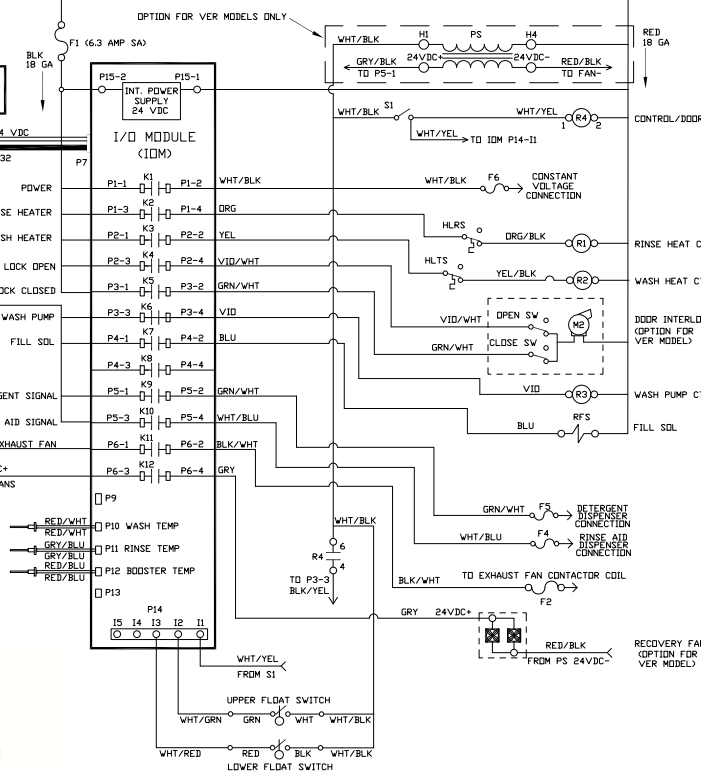 OPTION FOR VER MODELS ONLY
F1 (6.3 AMP SA)
BLK
18 GA
RED
18 GA
WHT/BLK
H1
PS
H4
24VDC+
24VDC-
GRY/BLK
TO P5-1
RED/BLK
TO FAN-
P15-2
P15-1
INT. POWER
SUPPLY
24 VDC
4 VDC
32
P7
I/O MODULE
(IOM)
WHT/BLK
S1
WHT/YEL
1
R4
2
CONTROL/DOOR
WHT/YEL
TO IOM P14-I1
POWER
P1-1
K1
P1-2
WHT/BLK
WHT/BLK
F6
CONSTANT
VOLTAGE
CONNECTION
SE HEATER
P1-3
K2
P1-4
ORG
SH HEATER
P2-1
K3
P2-2
YEL
HLRS
ORG/BLK
R1
RINSE HEAT C
LOCK OPEN
P2-3
K4
P2-4
VIO/WHT
HLTS
YEL/BLK
R2
WASH HEAT CT
OCK CLOSED
P3-1
K5
P3-2
GRN/WHT
WASH PUMP
P3-3
K6
P3-4
VIO
VIO/WHT
OPEN SW
M2
DOOR INTERLO
(OPTION FOR
VER MODEL)
FILL SOL
P4-1
K7
P4-2
BLU
GRN/WHT
CLOSE SW
P4-3
K8
P4-4
GENT SIGNAL
P5-1
K9
P5-2
GRN/WHT
VIO
R3
WASH PUMP CT
AID SIGNAL
P5-3
K10
P5-4
WHT/BLU
BLU
RFS
FILL SOL
XHAUST FAN
P6-1
K11
P6-2
BLK/WHT
C+
ANS
P6-3
K12
P6-4
GRY
P9
GRN/WHT
F5
DETERGENT
DISPENSER
CONNECTION
RED/WHT
RED/WHT
P10 WASH TEMP
WHT/BLK
WHT/BLU
F4
RINSE AID
DISPENSER
CONNECTION
GRY/BLU
GRY/BLU
P11 RINSE TEMP
R4
6
4
RED/BLU
RED/BLU
P12 BOOSTER TEMP
TO P3-3
BLK/YEL
BLK/WHT
TO EXHAUST FAN CONTACTOR COIL
F2
P13
P14
I5
I4
I3
I2
I1
GRY
24VDC+
RED/BLK
FROM PS 24VDC-
RECOVERY FA
(OPTION FOR
VER MODEL)
WHT/YEL
FROM S1
UPPER FLOAT SWITCH
WHT/GRN
GRN
WHT
WHT/BLK
WHT/RED
RED
BLK
WHT/BLK
LOWER FLOAT SWITCH